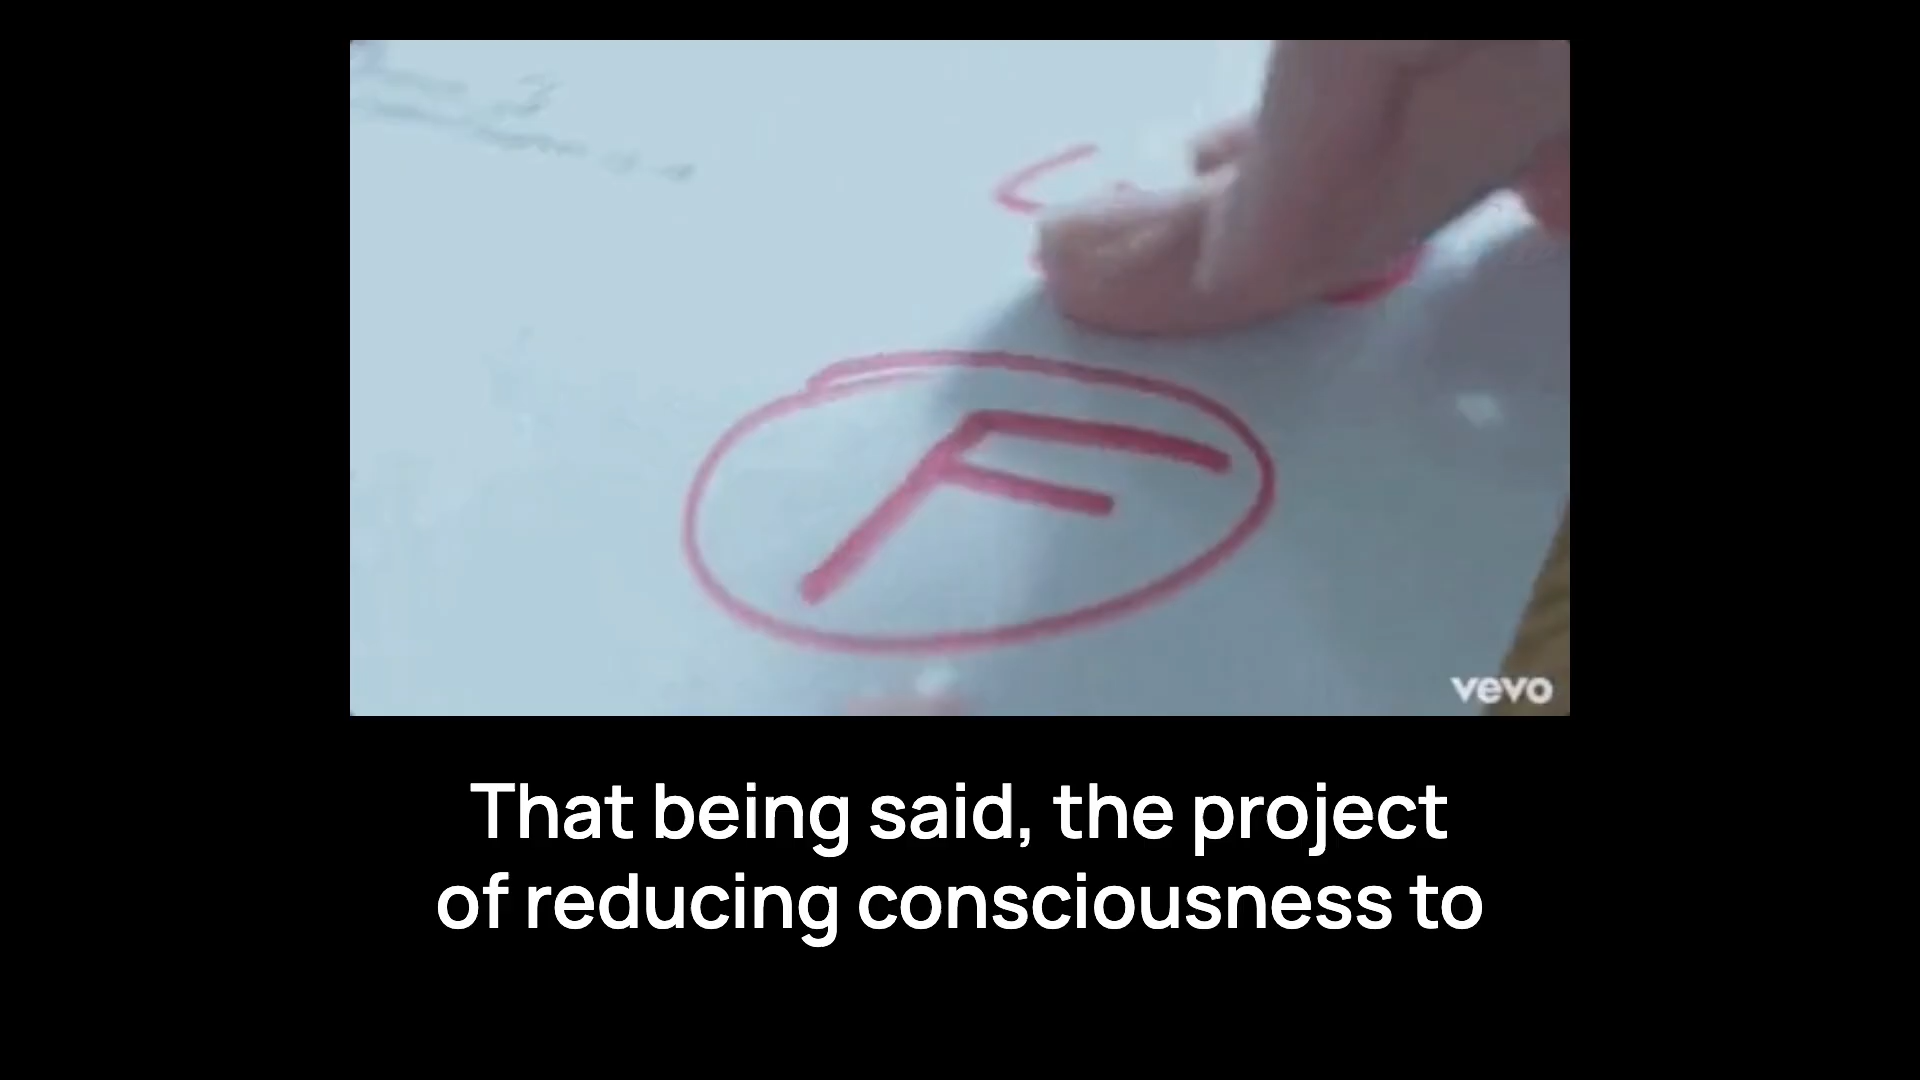 F
vevo
That being said, the project
of reducing consciousness to